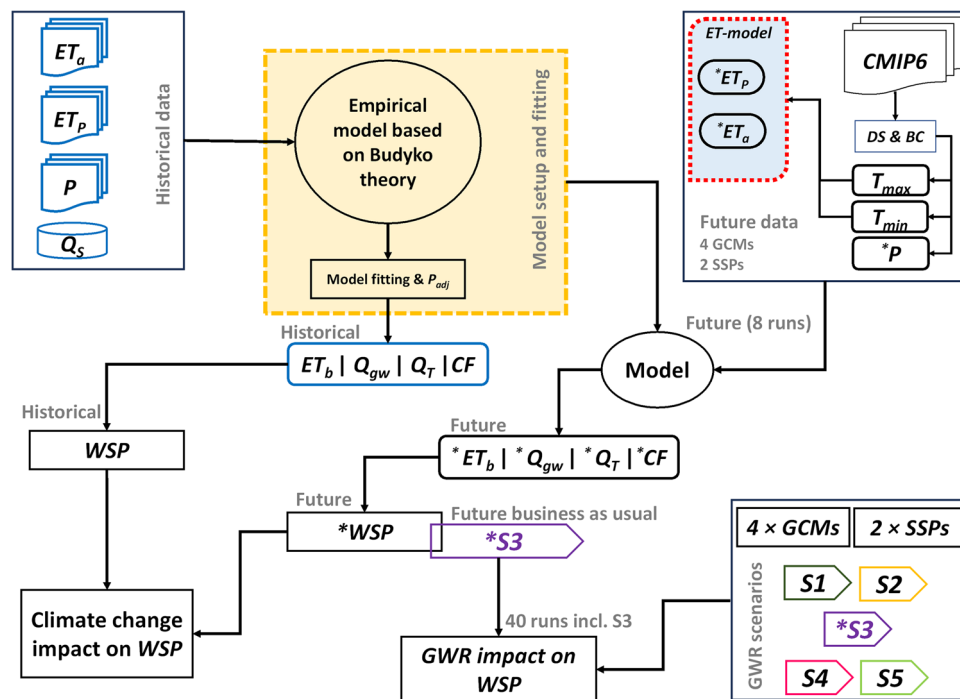 ETa
ETP
P
QS
Historical data
Empirical
model based
on Budyko
theory
Model fitting & Padj
Model setup and fitting
ET-model
*ETP
*ETa
CMIP6
DS & BC
Tmax
Tmin
*P
Future data
4 GCMs
2 SSPs
Historical
ETb | Qgw | QT |CF
Future (8 runs)
Model
Historical
WSP
Future
*ETb | *Qgw | *QT | *CF
Future
*WSP
Future business as usual
*S3
Climate change
impact on WSP
40 runs incl. S3
GWR impact on
WSP
4 × GCMs
2 × SSPs
GWR scenarios
S1
S2
*S3
S4
S5